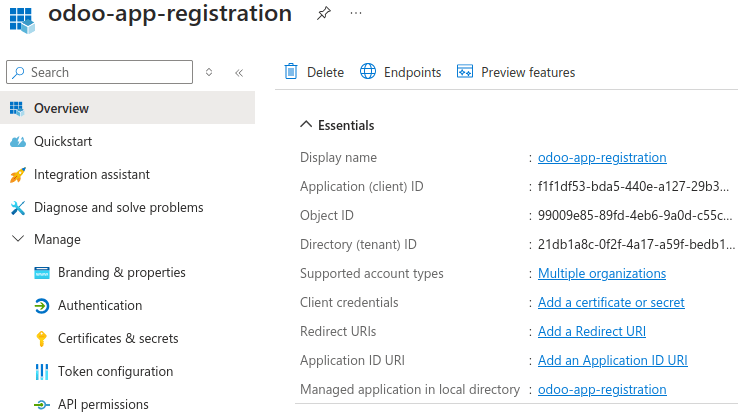 odoo-app-registration
Search
Overview
Quickstart
Integration assistant
Diagnose and solve problems
Manage
Branding & properties
Authentication
Certificates & secrets
Token configuration
API permissions
Delete Endpoints Preview features
Essentials
Display name : odoo-app-registration
Application (client) ID : f1f1df53-bda5-440e-a127-29b3...
Object ID : 99009e85-89fd-4eb6-9a0d-c55c...
Directory (tenant) ID : 21db1a8c-0f2f-4a17-a59f-bedb1...
Supported account types : Multiple organizations
Client credentials : Add a certificate or secret
Redirect URIs : Add a Redirect URI
Application ID URI : Add an Application ID URI
Managed application in local directory : odoo-app-registration